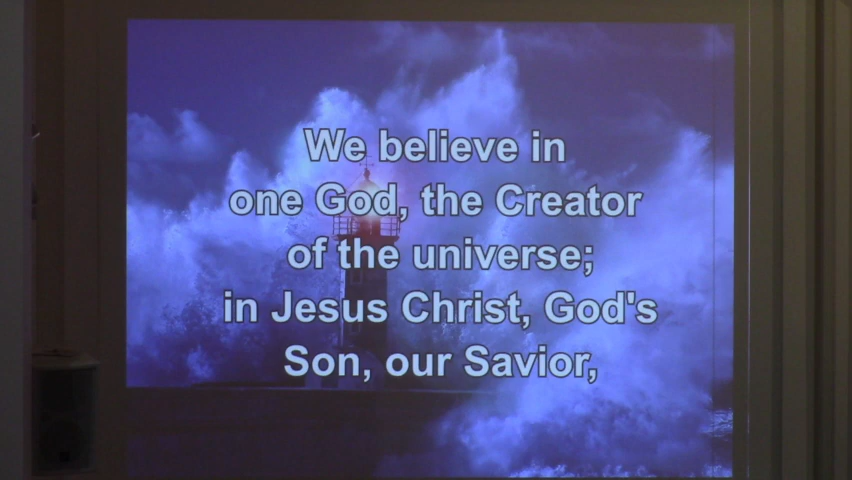 We believe in
one God, the Creator
of the universe;
in Jesus Christ, God's
Son, our Savior,